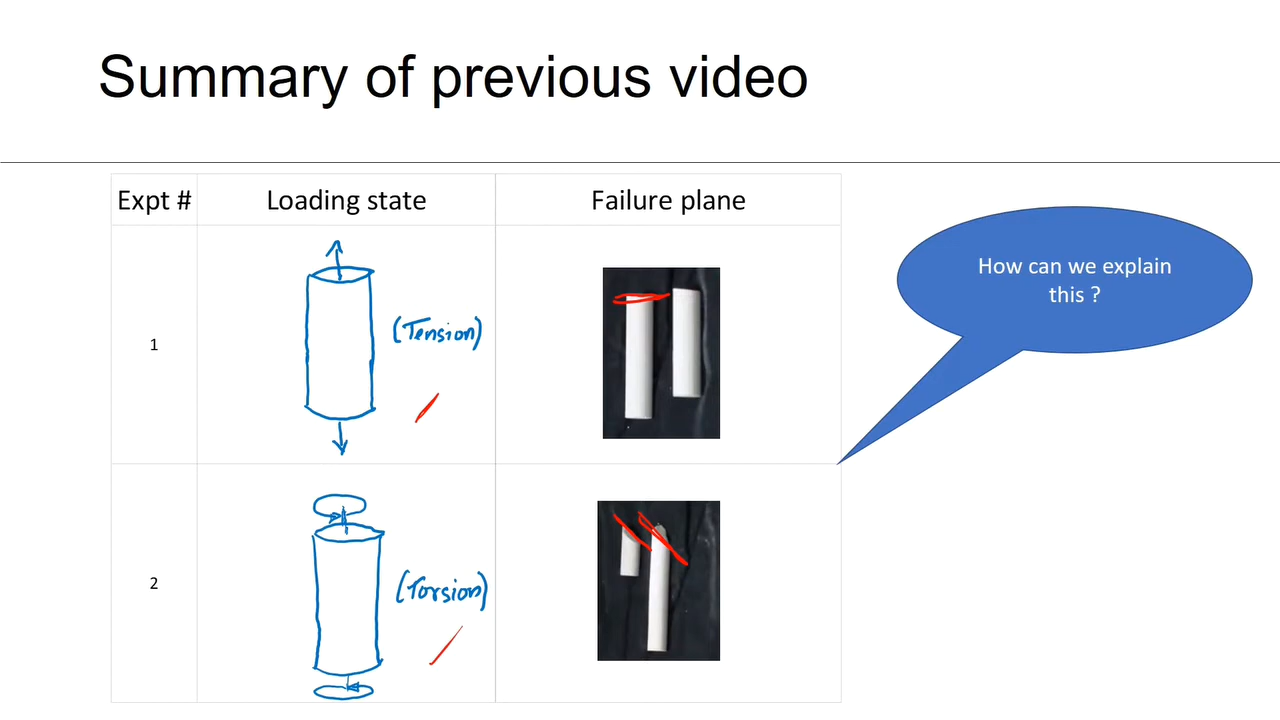 Summary of previous video
Expt # Loading state Failure plane
How can we explain
this ?
1 (Tension)
2 (Torsion)